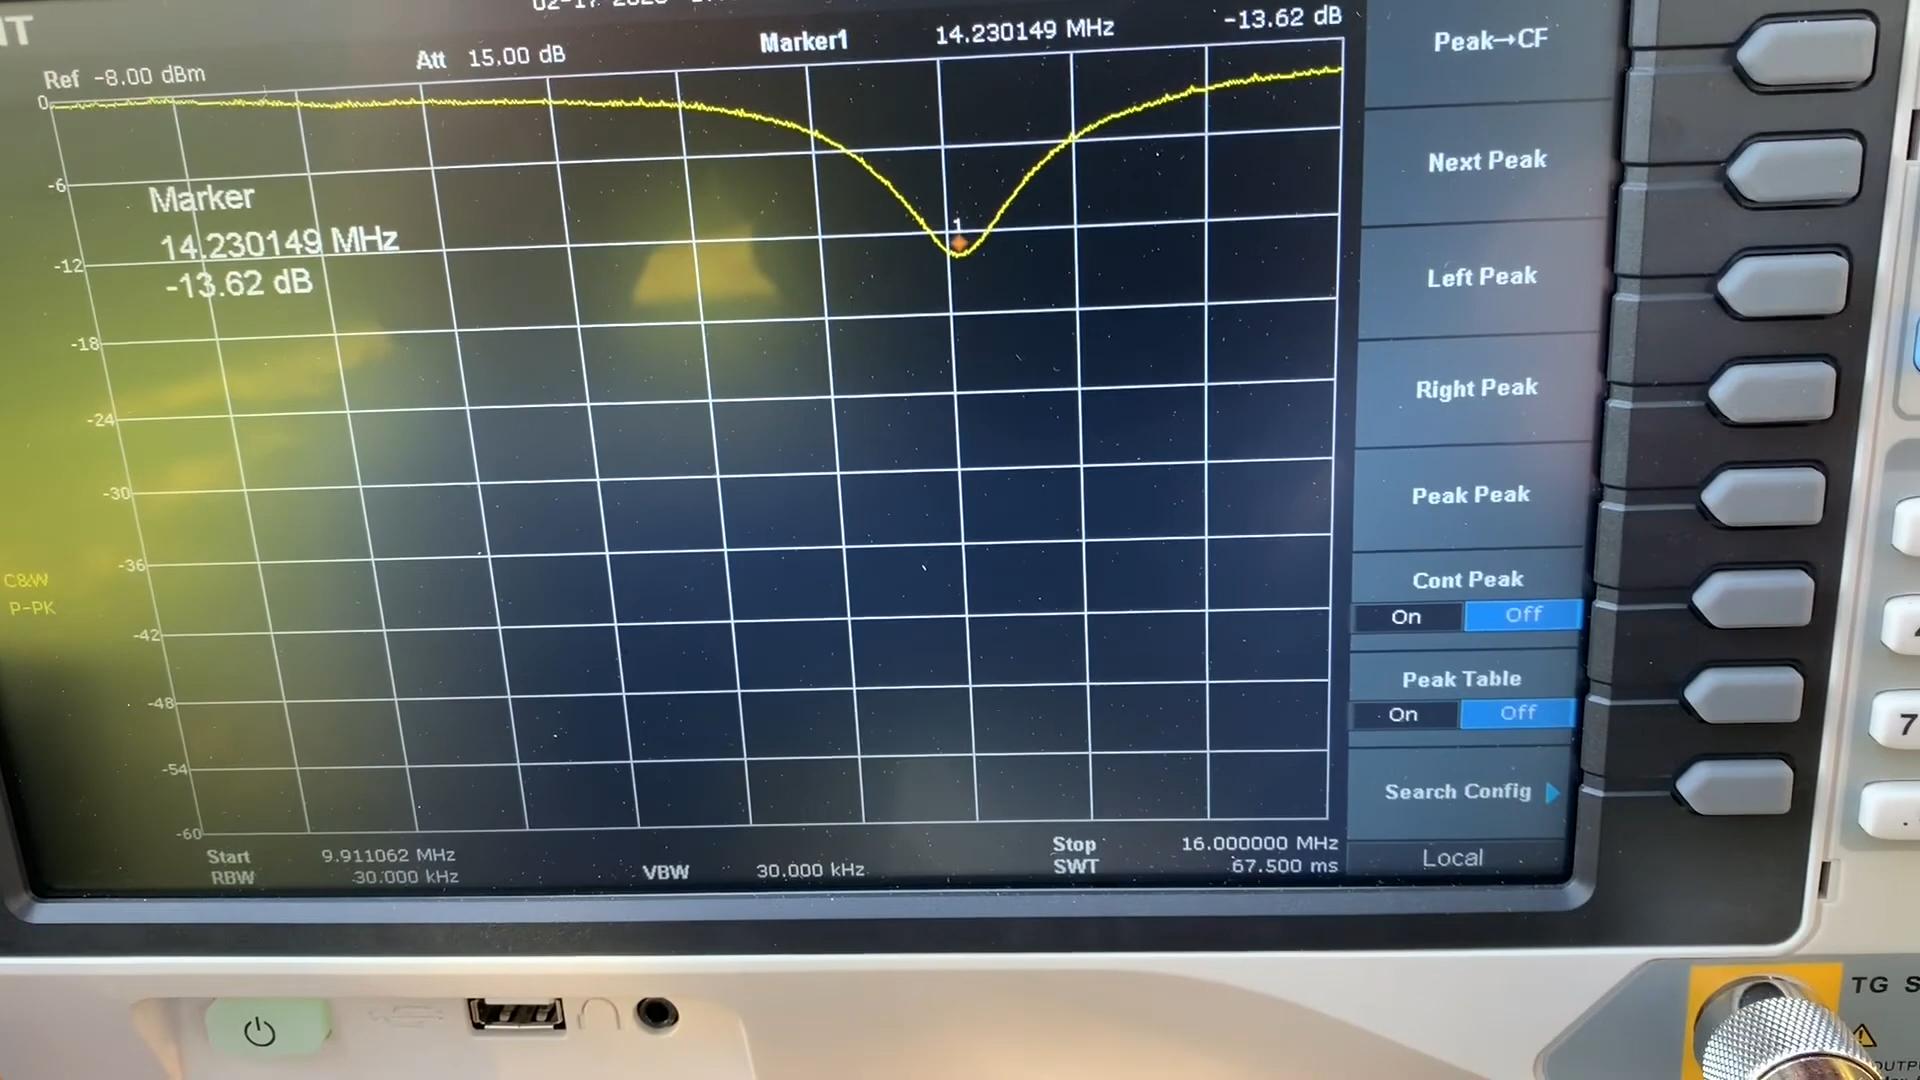 Ref -8.00 dBm
Att 15.00 dB
Marker1 14.230149 MHz -13.62 dB
0
-6
-12
-18
-24
-30
-36
-42
-48
-54
-60
Marker
14.230149 MHz
-13.62 dB
1
C&W
P-PK
Start 9.911062 MHz
RBW 30.000 kHz
VBW 30.000 kHz
Stop 16.000000 MHz
SWT 67.500 ms
Peak→CF
Next Peak
Left Peak
Right Peak
Peak Peak
Cont Peak
On Off
Peak Table
On Off
Search Config
Local
7
.
TG